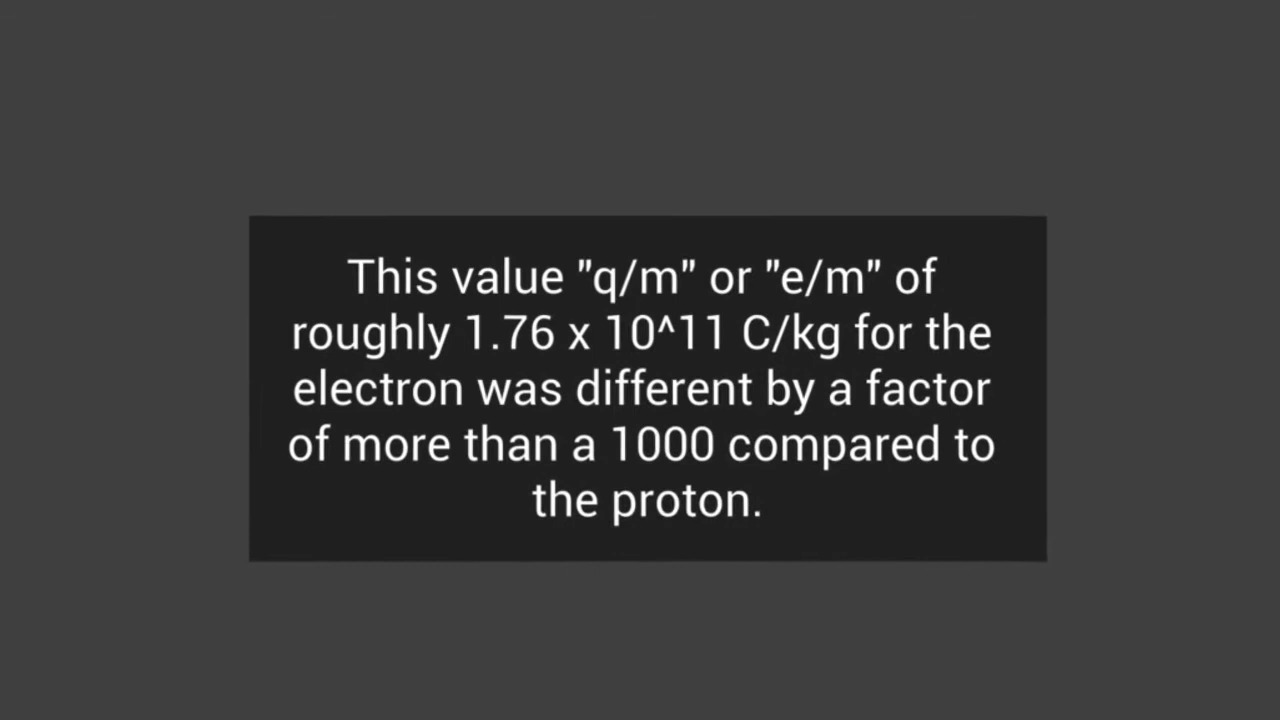 This value "q/m" or "e/m" of
roughly 1.76 x 10^11 C/kg for the
electron was different by a factor
of more than a 1000 compared to
the proton.